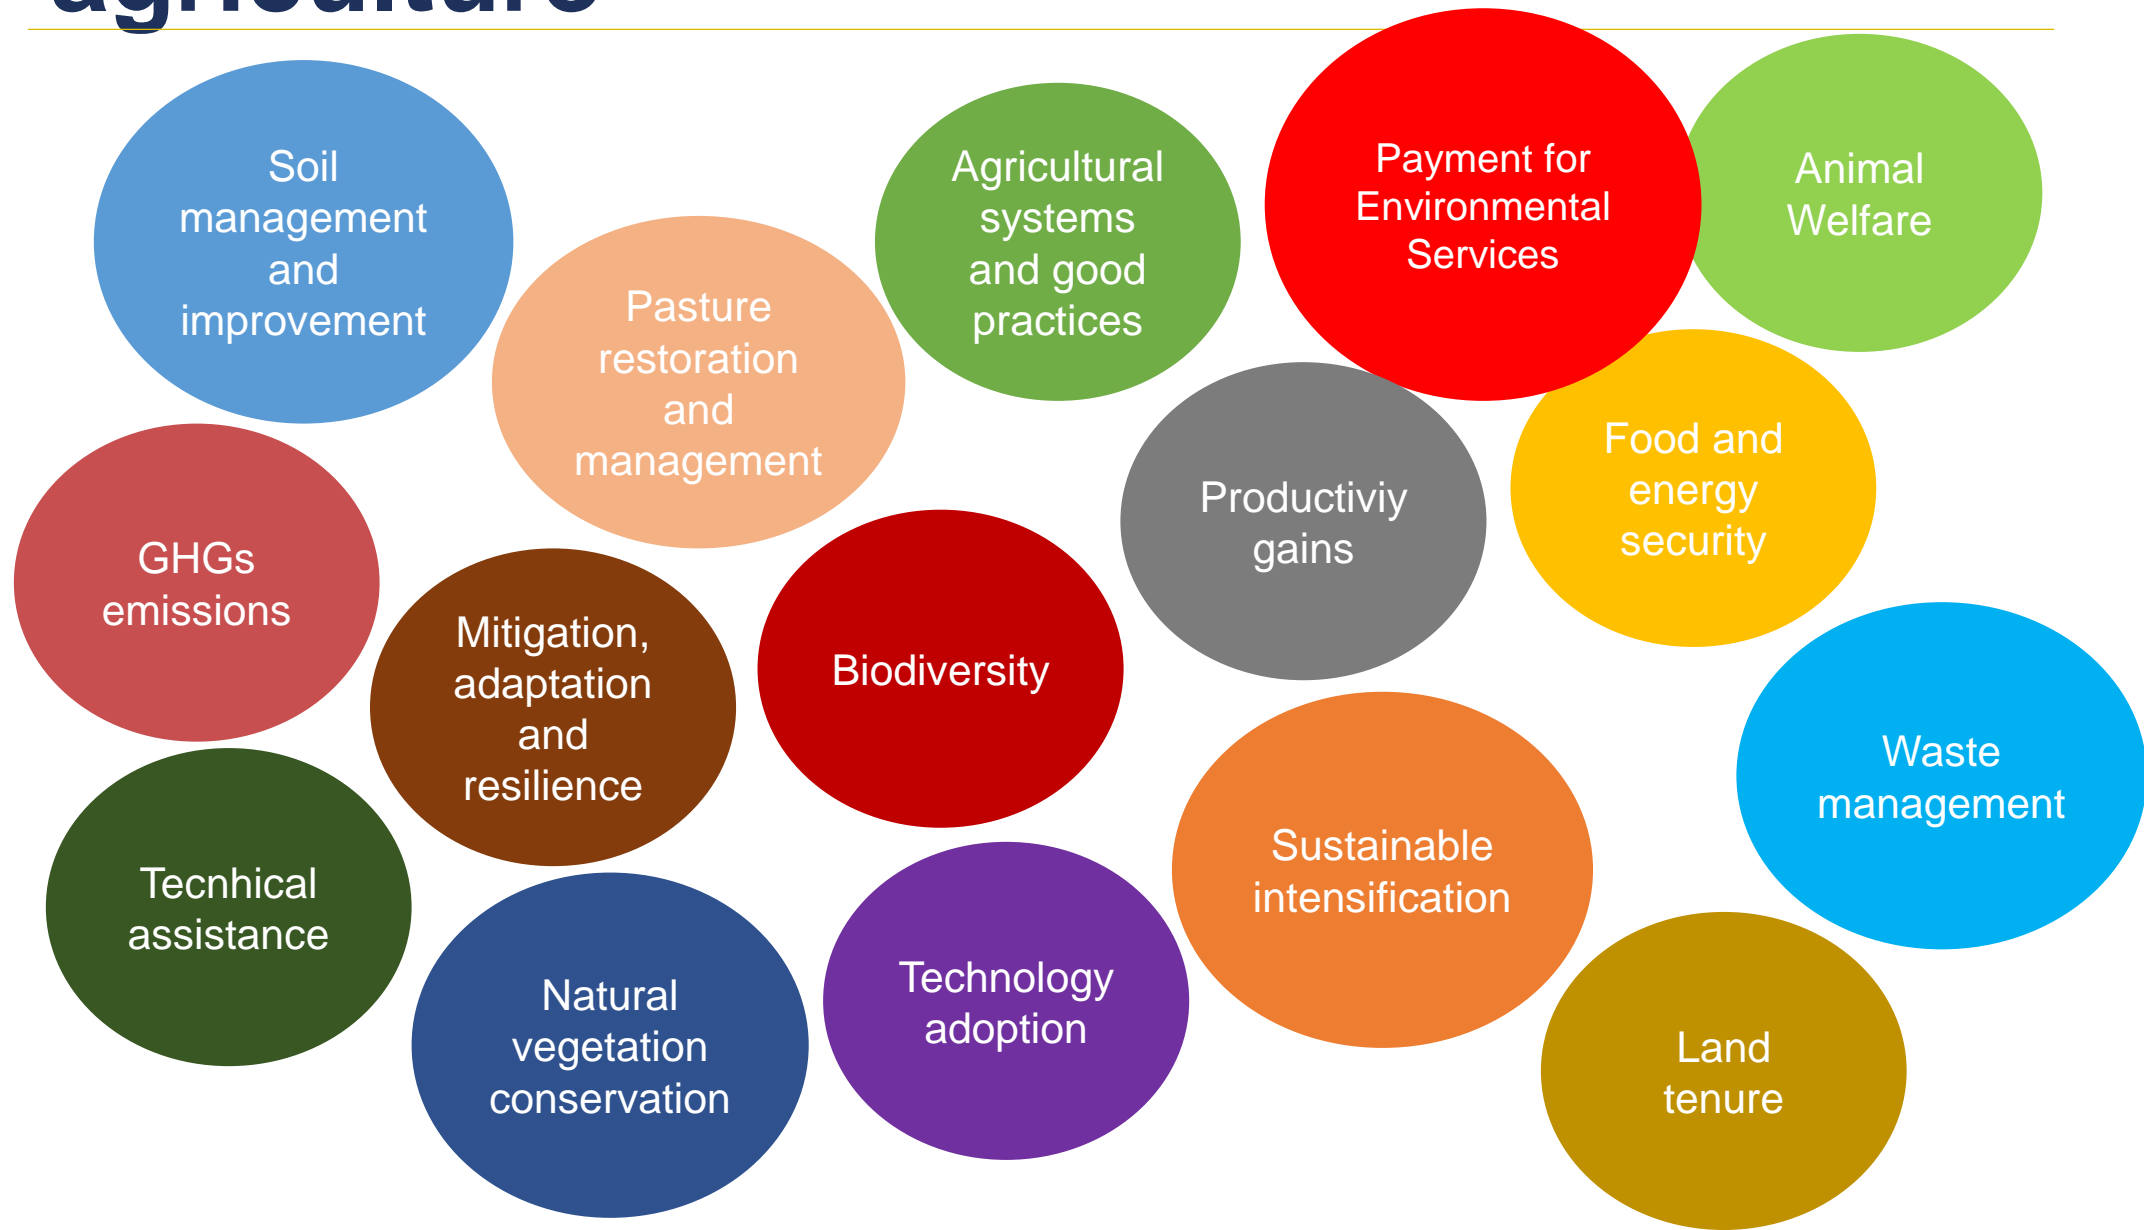 agriculture
Soil
management
and
improvement
Pasture
restoration
and
management
Agricultural
systems
and good
practices
Payment for
Environmental
Services
Animal
Welfare
GHGs
emissions
Mitigation,
adaptation
and
resilience
Biodiversity
Productiviy
gains
Food and
energy
security
Waste
management
Tecnhical
assistance
Natural
vegetation
conservation
Technology
adoption
Sustainable
intensification
Land
tenure